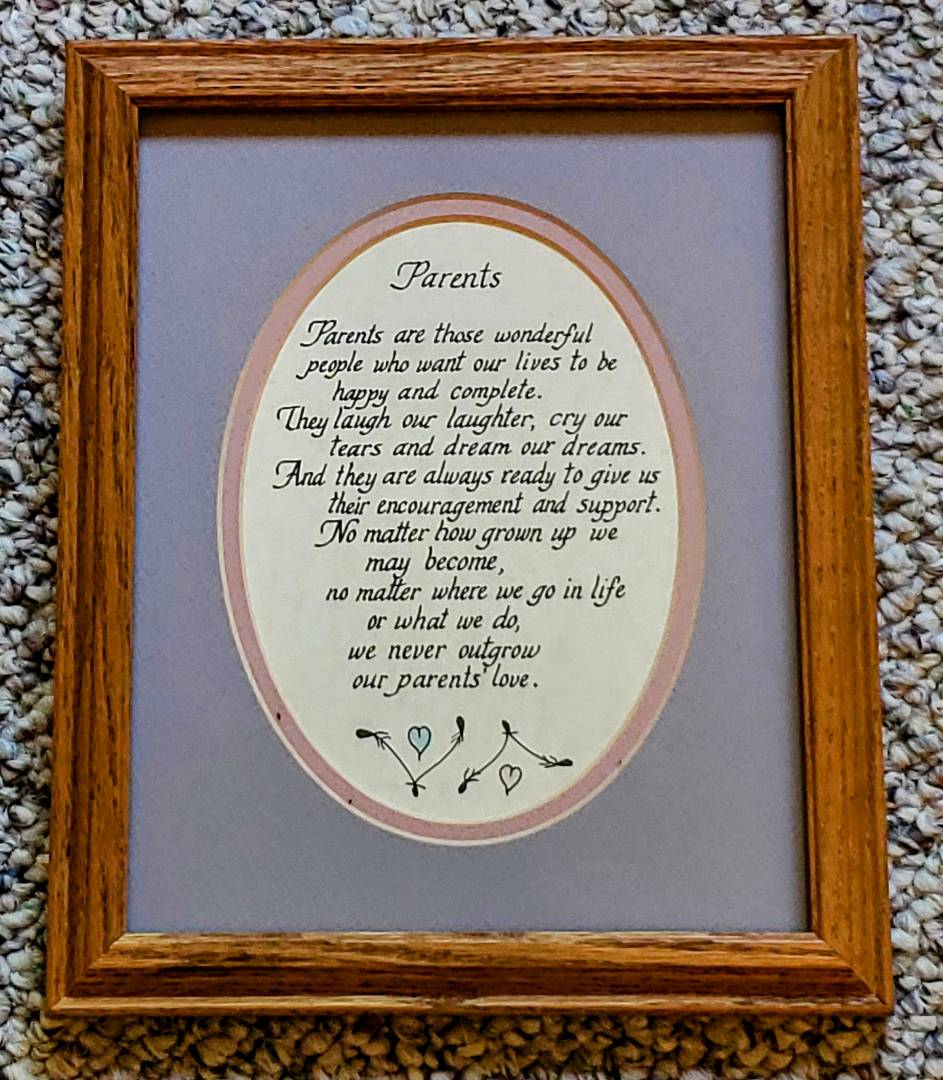 Parents
Parents are those wonderful
people who want our lives to be
happy and complete.
They laugh our laughter, cry our
tears and dream our dreams.
And they are always ready to give us
their encouragement and support.
No matter how grown up we
may become,
no matter where we go in life
or what we do,
we never outgrow
our parents' love.